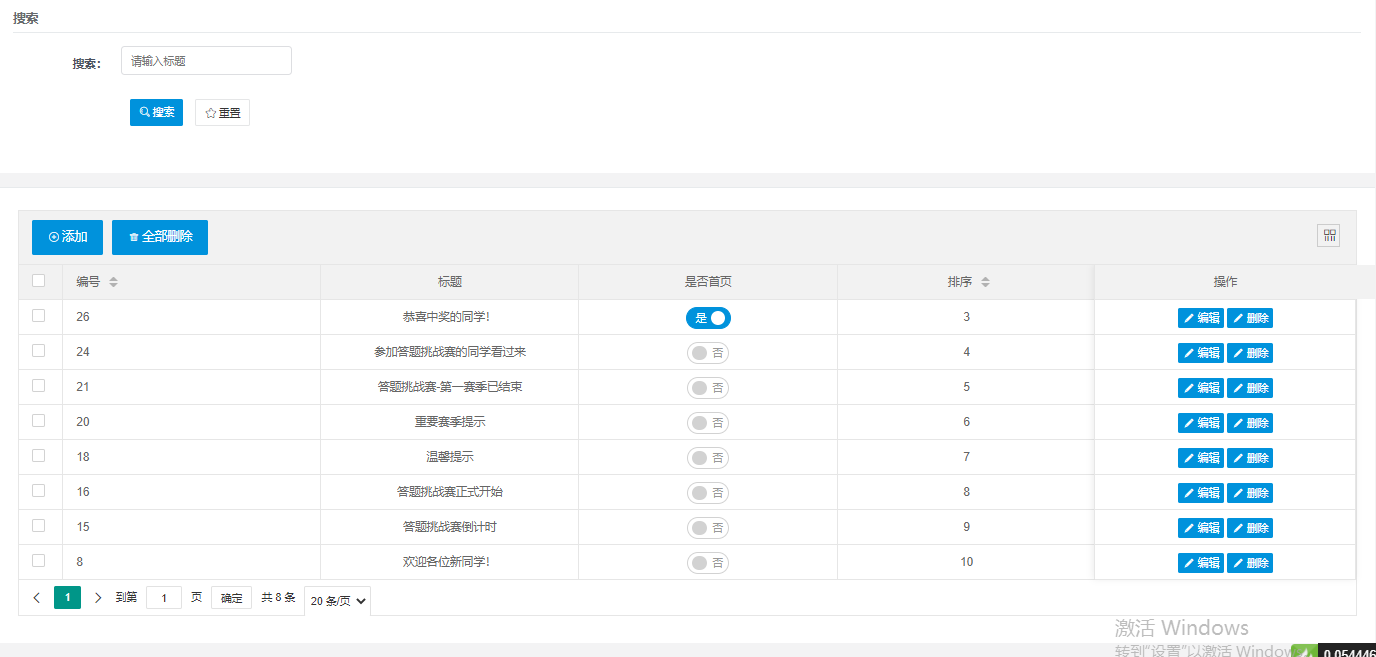 搜索
搜索： 请输入标题
搜索 重置
添加 全部删除
编号 标题 是否首页 排序 操作
26 恭喜中奖的同学! 是 3 编辑 删除
24 参加答题挑战赛的同学看过来 否 4 编辑 删除
21 答题挑战赛-第一赛季已结束 否 5 编辑 删除
20 重要赛季提示 否 6 编辑 删除
18 温馨提示 否 7 编辑 删除
16 答题挑战赛正式开始 否 8 编辑 删除
15 答题挑战赛倒计时 否 9 编辑 删除
8 欢迎各位新同学! 否 10 编辑 删除
1 到第 1 页 确定 共 8 条 20 条/页
激活 Windows
转到"设置"以激活 Window
0.054446